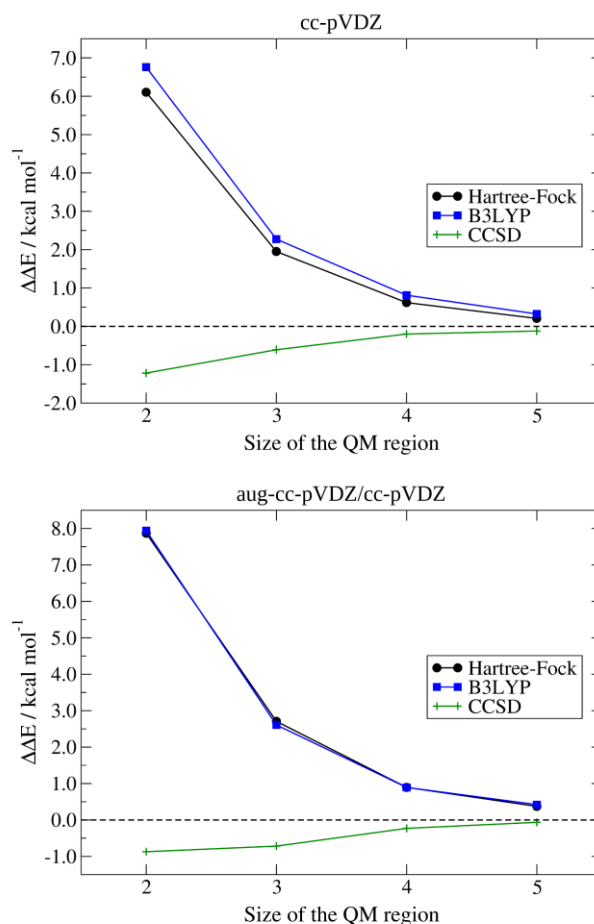 cc-pVDZ
7.0
6.0
5.0
4.0
3.0
2.0
1.0
0.0
-1.0
-2.0
ΔΔE / kcal mol⁻¹
Hartree-Fock
B3LYP
CCSD
2 3 4 5
Size of the QM region
aug-cc-pVDZ/cc-pVDZ
8.0
7.0
6.0
5.0
4.0
3.0
2.0
1.0
0.0
-1.0
ΔΔE / kcal mol⁻¹
Hartree-Fock
B3LYP
CCSD
2 3 4 5
Size of the QM region